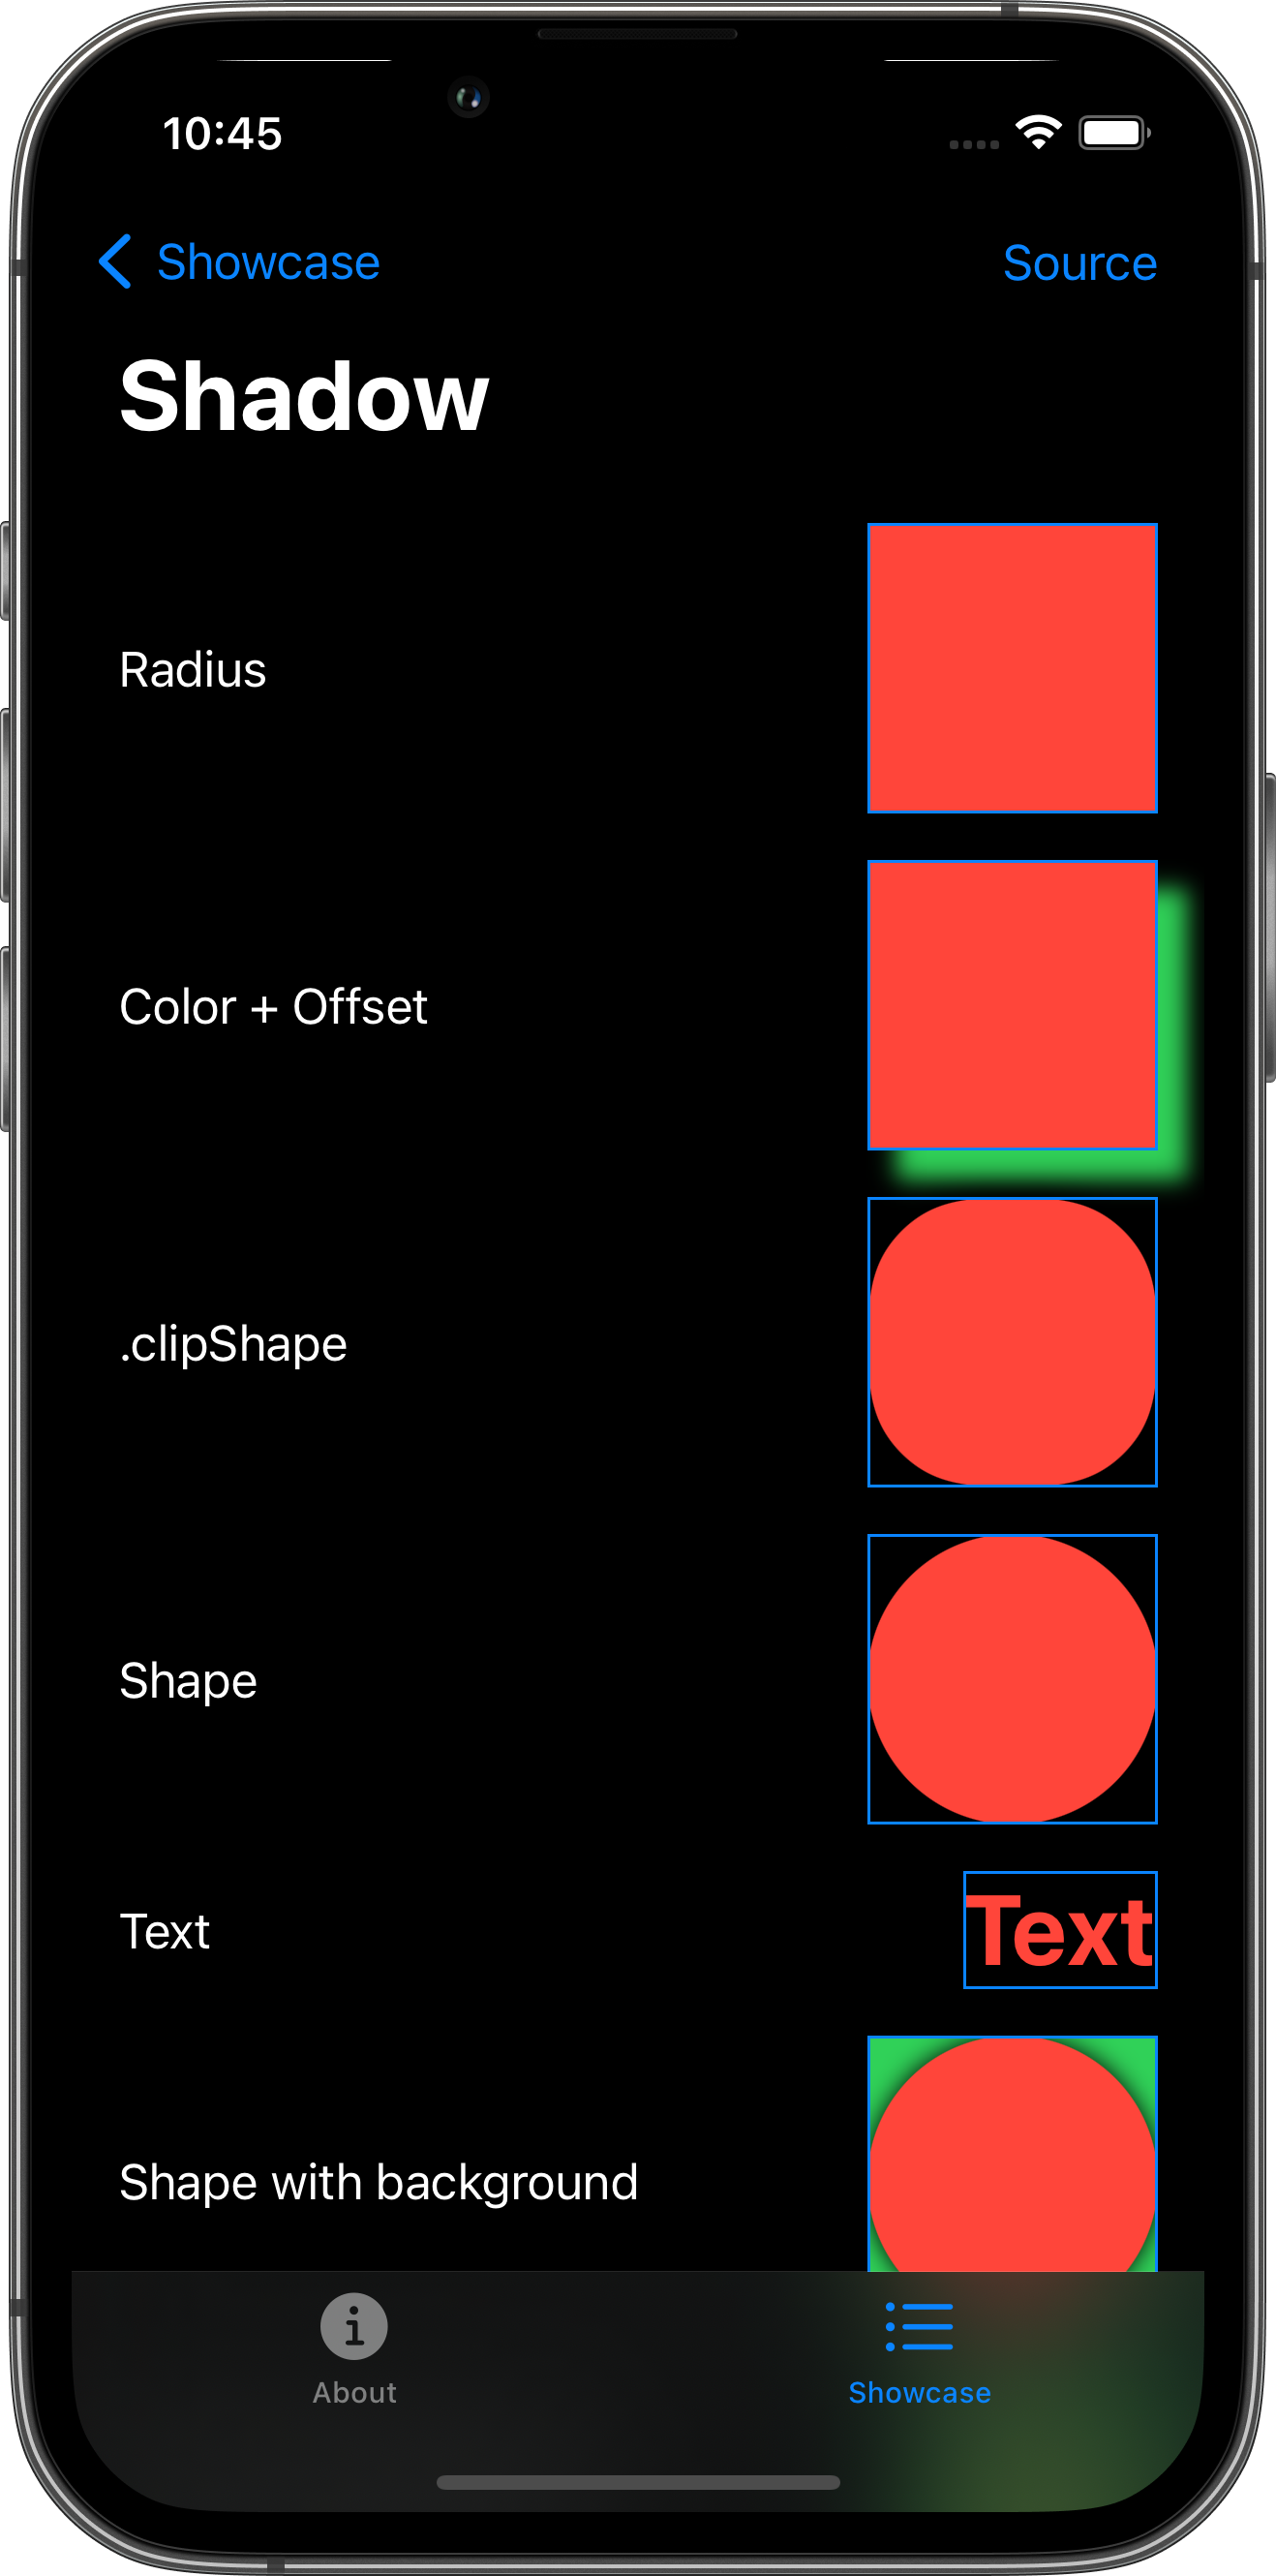 10:45
Showcase
Source
Shadow
Radius
Color + Offset
.clipShape
Shape
Text
Text
Shape with background
About
Showcase